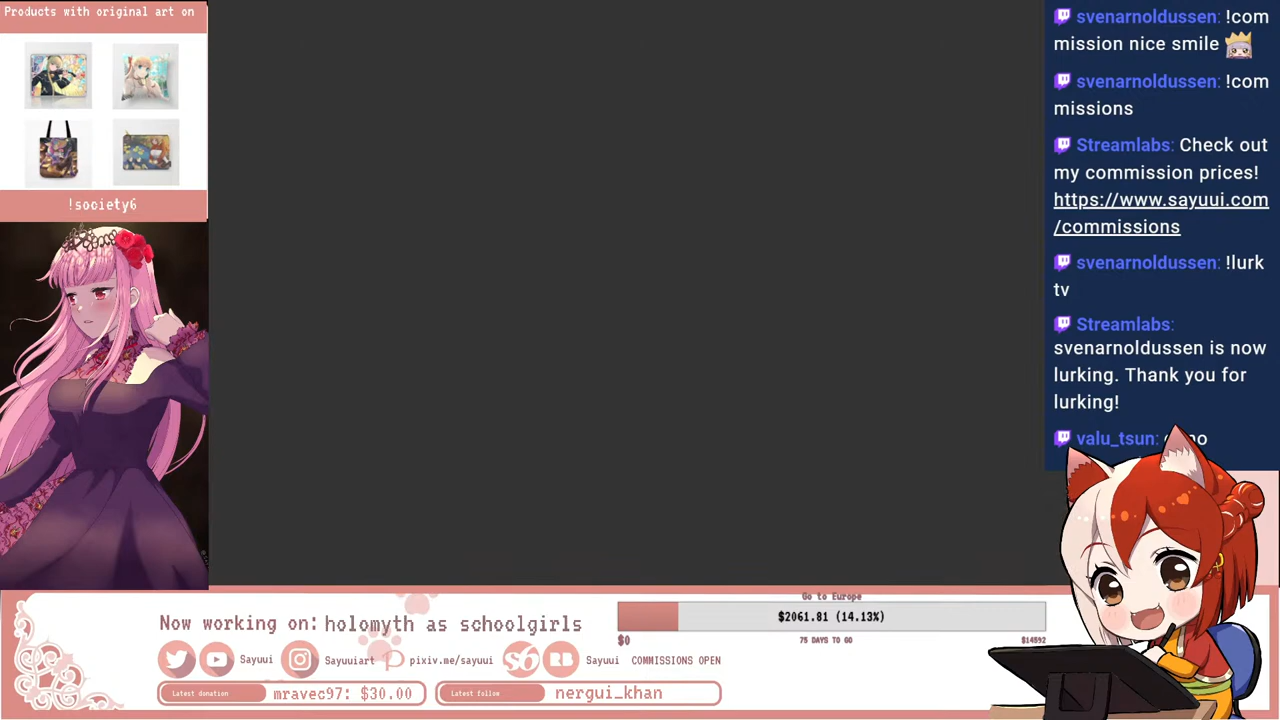 Products with original art on
!society6
svenarnoldussen: !com
mission nice smile
svenarnoldussen: !com
missions
Streamlabs: Check out
my commission prices!
https://www.sayuui.com
/commissions
svenarnoldussen: !lurk
tv
Streamlabs:
svenarnoldussen is now
lurking. Thank you for
lurking!
valu_tsun:
Now working on: holomyth as schoolgirls
Go to Europe
$2061.81 (14.13%)
$0
75 DAYS TO GO
$14592
Sayuui
Sayuuiart
pixiv.me/sayuui
S6
RB
Sayuui
COMMISSIONS OPEN
Latest donation
mravec97: $30.00
Latest follow
nergui_khan